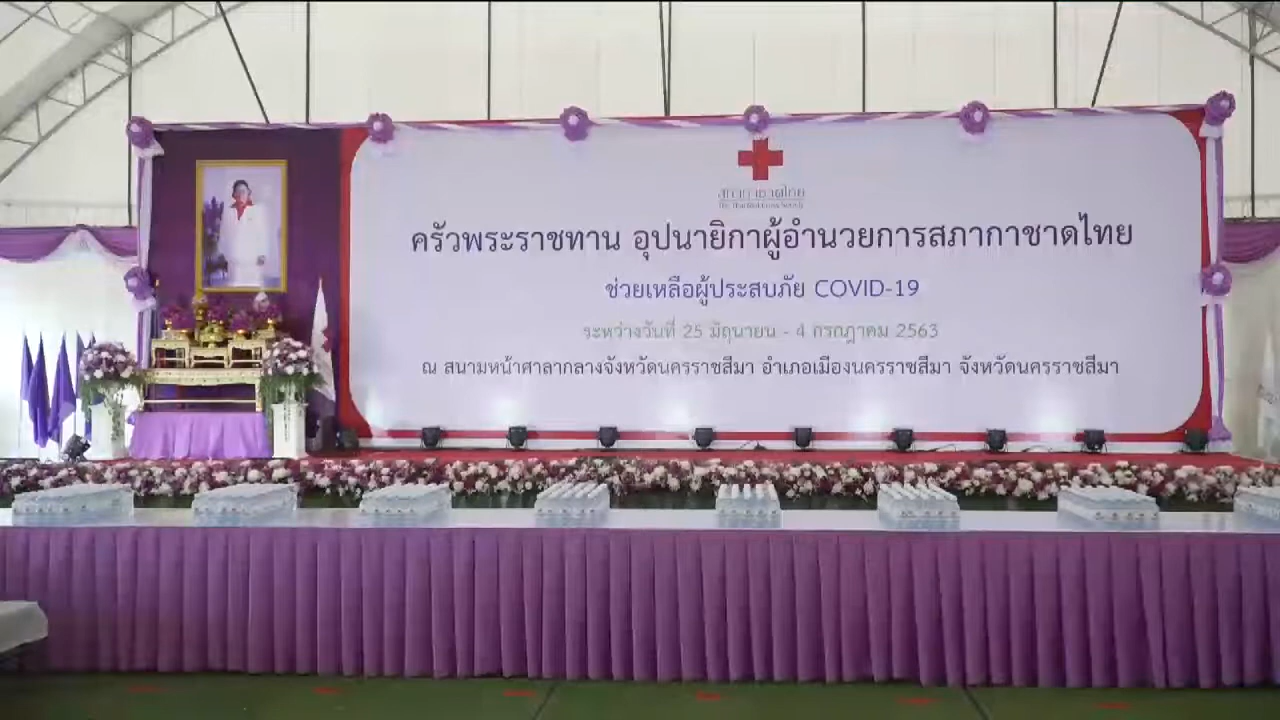 สภากาชาดไทย
The Thai Red Cross Society
ครัวพระราชทาน อุปนายิกาผู้อำนวยการสภากาชาดไทย
ช่วยเหลือผู้ประสบภัย COVID-19
ระหว่างวันที่ 25 มิถุนายน - 4 กรกฎาคม 2563
ณ สนามหน้าศาลากลางจังหวัดนครราชสีมา อำเภอเมืองนครราชสีมา จังหวัดนครราชสีมา